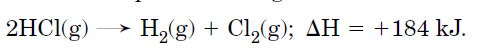 2HCl(g) ⟶ H₂(g) + Cl₂(g); ΔH = +184 kJ.